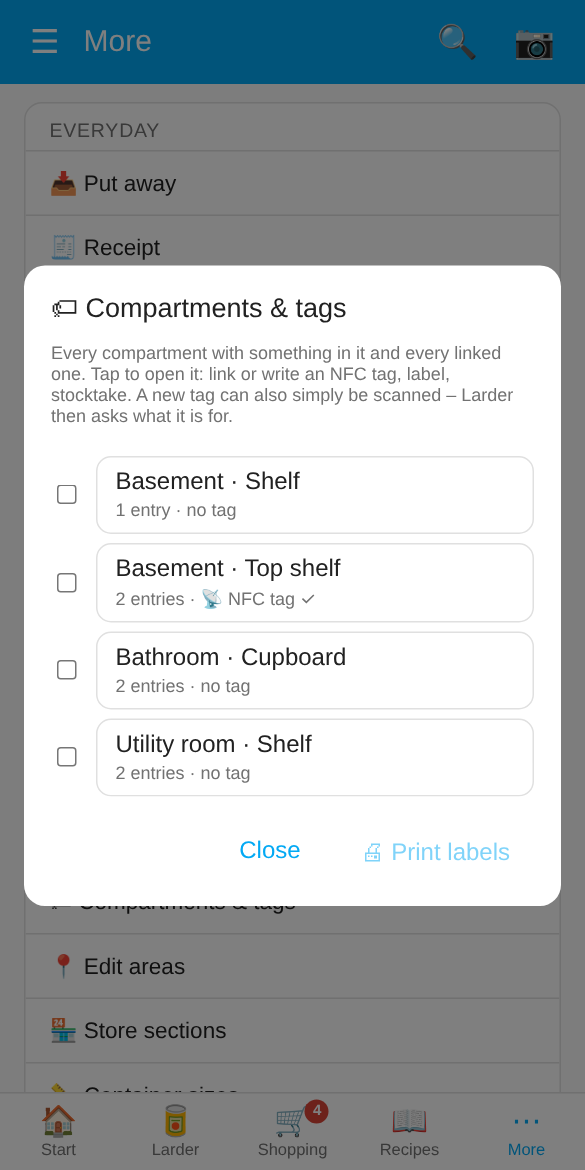 More
EVERYDAY
Put away
Receipt
Compartments & tags
Every compartment with something in it and every linked
one. Tap to open it: link or write an NFC tag, label,
stocktake. A new tag can also simply be scanned – Larder
then asks what it is for.
Basement · Shelf
1 entry · no tag
Basement · Top shelf
2 entries · 📡 NFC tag ✓
Bathroom · Cupboard
2 entries · no tag
Utility room · Shelf
2 entries · no tag
Close
Print labels
Compartments & tags
Edit areas
Store sections
Container sizes
4
Start
Larder
Shopping
Recipes
More